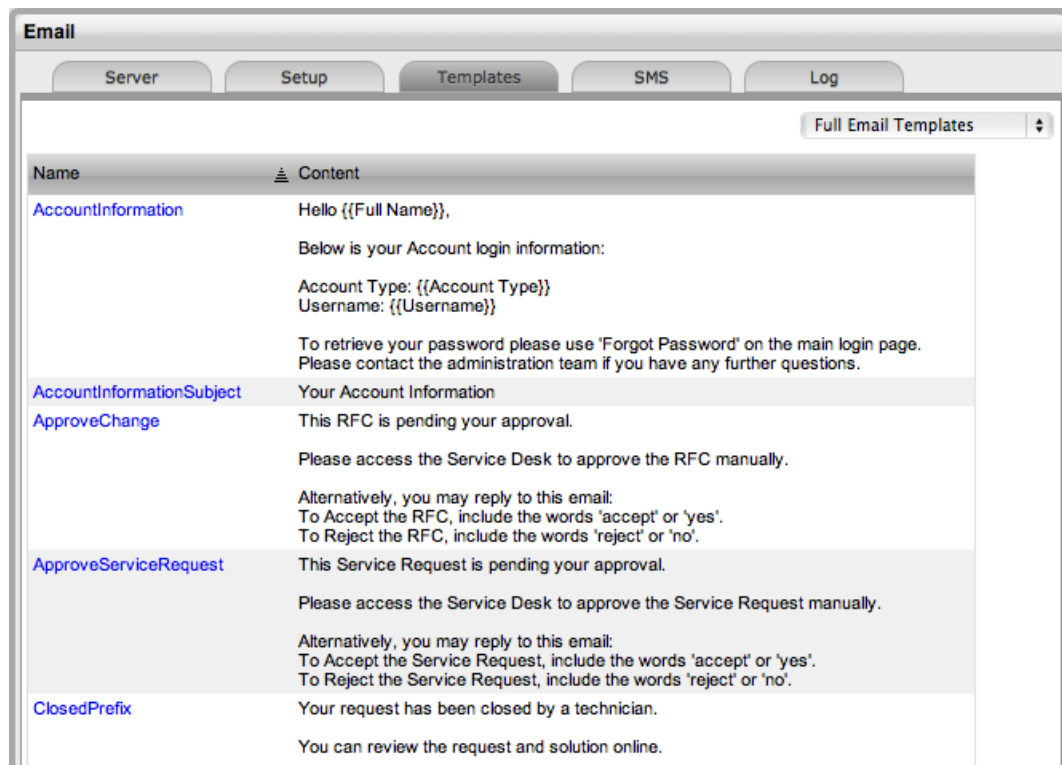 Email
Server Setup Templates SMS Log
Full Email Templates
Name Content
AccountInformation Hello {{Full Name}},
Below is your Account login information:
Account Type: {{Account Type}}
Username: {{Username}}
To retrieve your password please use 'Forgot Password' on the main login page.
Please contact the administration team if you have any further questions.
AccountInformationSubject Your Account Information
ApproveChange This RFC is pending your approval.
Please access the Service Desk to approve the RFC manually.
Alternatively, you may reply to this email:
To Accept the RFC, include the words 'accept' or 'yes'.
To Reject the RFC, include the words 'reject' or 'no'.
ApproveServiceRequest This Service Request is pending your approval.
Please access the Service Desk to approve the Service Request manually.
Alternatively, you may reply to this email:
To Accept the Service Request, include the words 'accept' or 'yes'.
To Reject the Service Request, include the words 'reject' or 'no'.
ClosedPrefix Your request has been closed by a technician.
You can review the request and solution online.